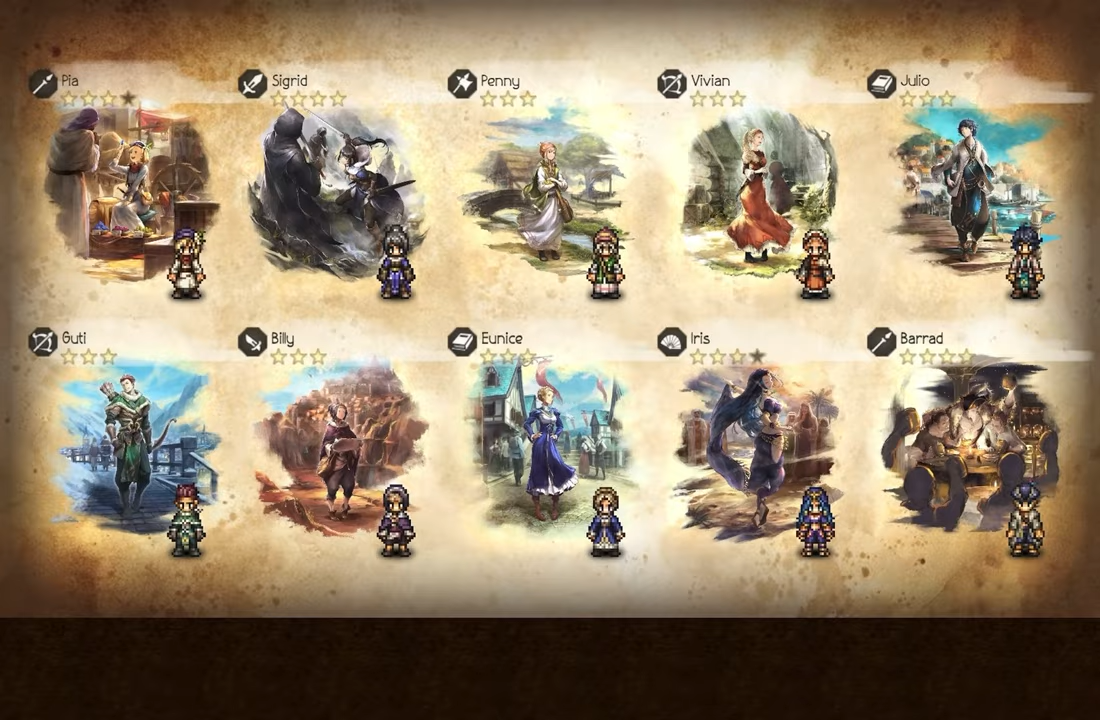 Pia
Sigrid
Penny
Vivian
Julio
Guti
Billy
Eunice
Iris
Barrad